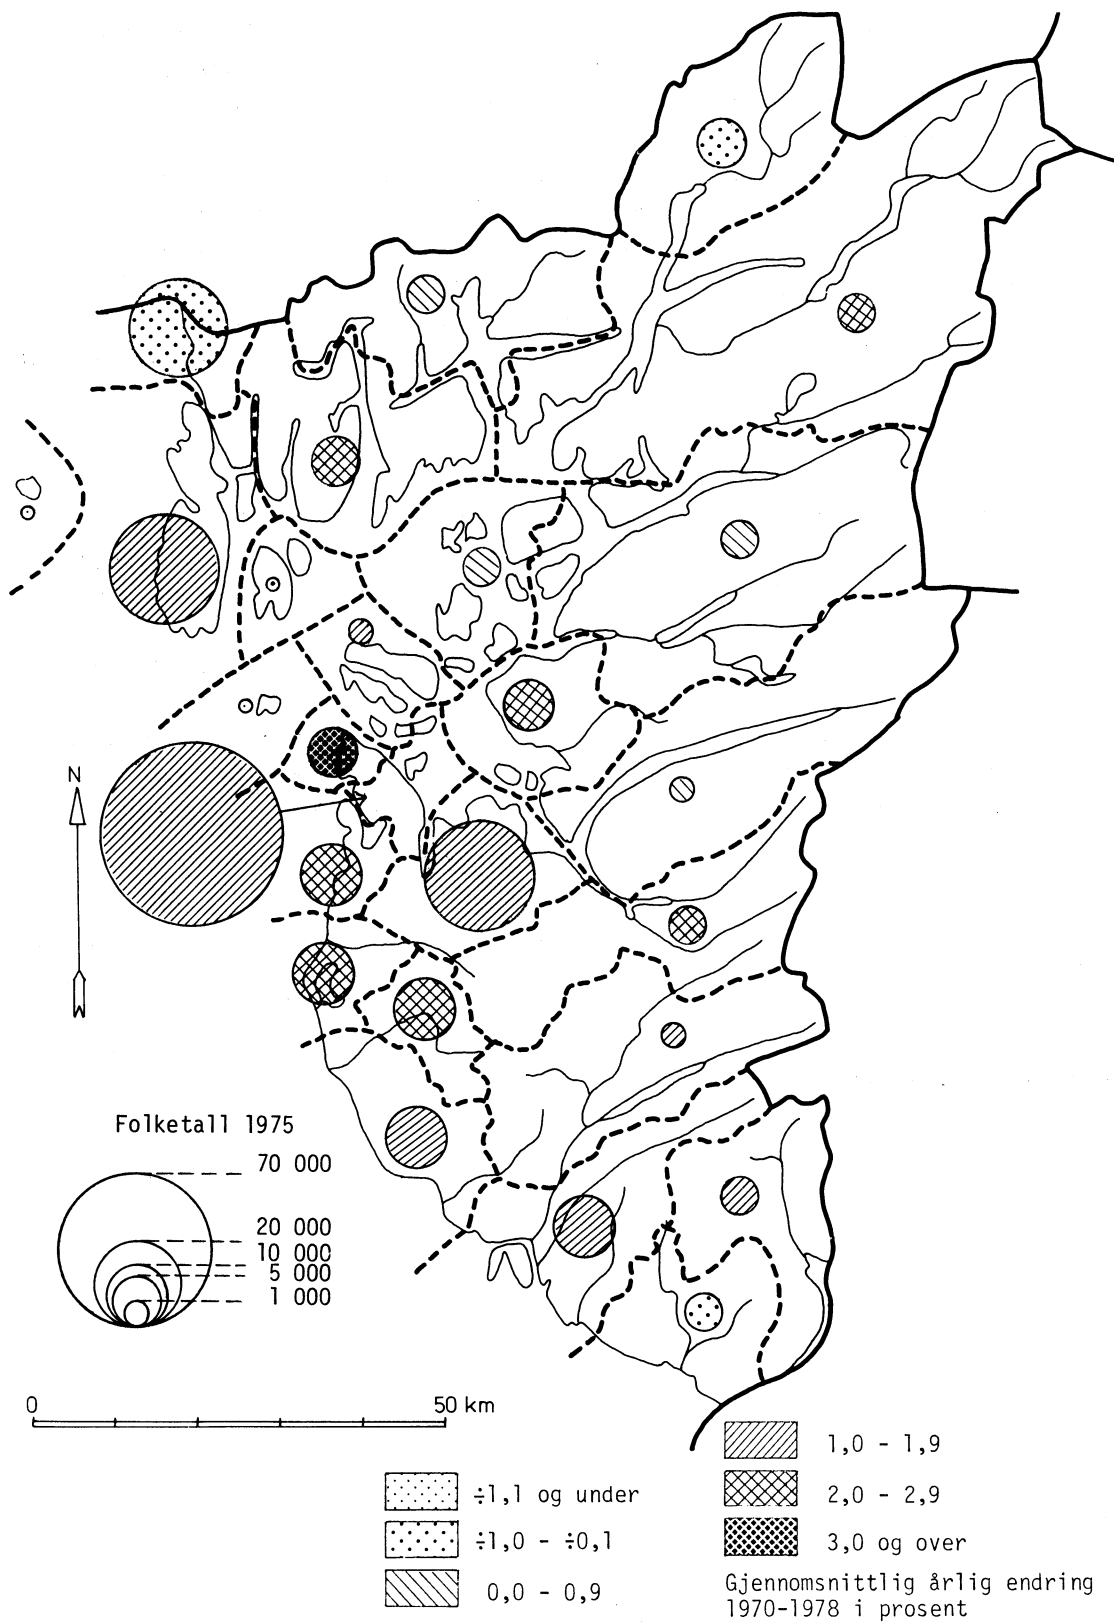 N
Folketall 1975
70 000
20 000
10 000
5 000
1 000
0 50 km
÷1,1 og under
÷1,0 - ÷0,1
0,0 - 0,9
1,0 - 1,9
2,0 - 2,9
3,0 og over
Gjennomsnittlig årlig endring
1970-1978 i prosent